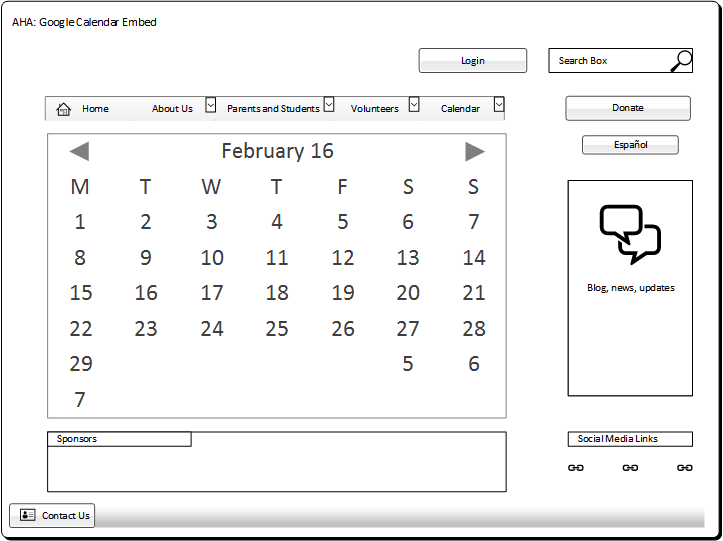 AHA: Google Calendar Embed
Login
Search Box
Home
About Us
Parents and Students
Volunteers
Calendar
Donate
Español
February 16
M T W T F S S
1 2 3 4 5 6 7
8 9 10 11 12 13 14
15 16 17 18 19 20 21
22 23 24 25 26 27 28
29 5 6
7
Blog, news, updates
Sponsors
Social Media Links
Contact Us